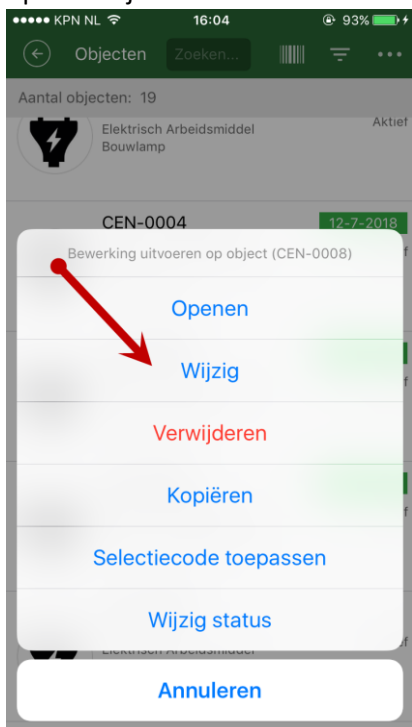 KPN NL 16:04 93%
Objecten Zoeken...
Aantal objecten: 19
Elektrisch Arbeidsmiddel Aktief
Bouwlamp
CEN-0004 12-7-2018
Bewerking uitvoeren op object (CEN-0008)
Openen
Wijzig
Verwijderen
Kopiëren
Selectiecode toepassen
Wijzig status
Elektrisch Arbeidsmiddel
Annuleren